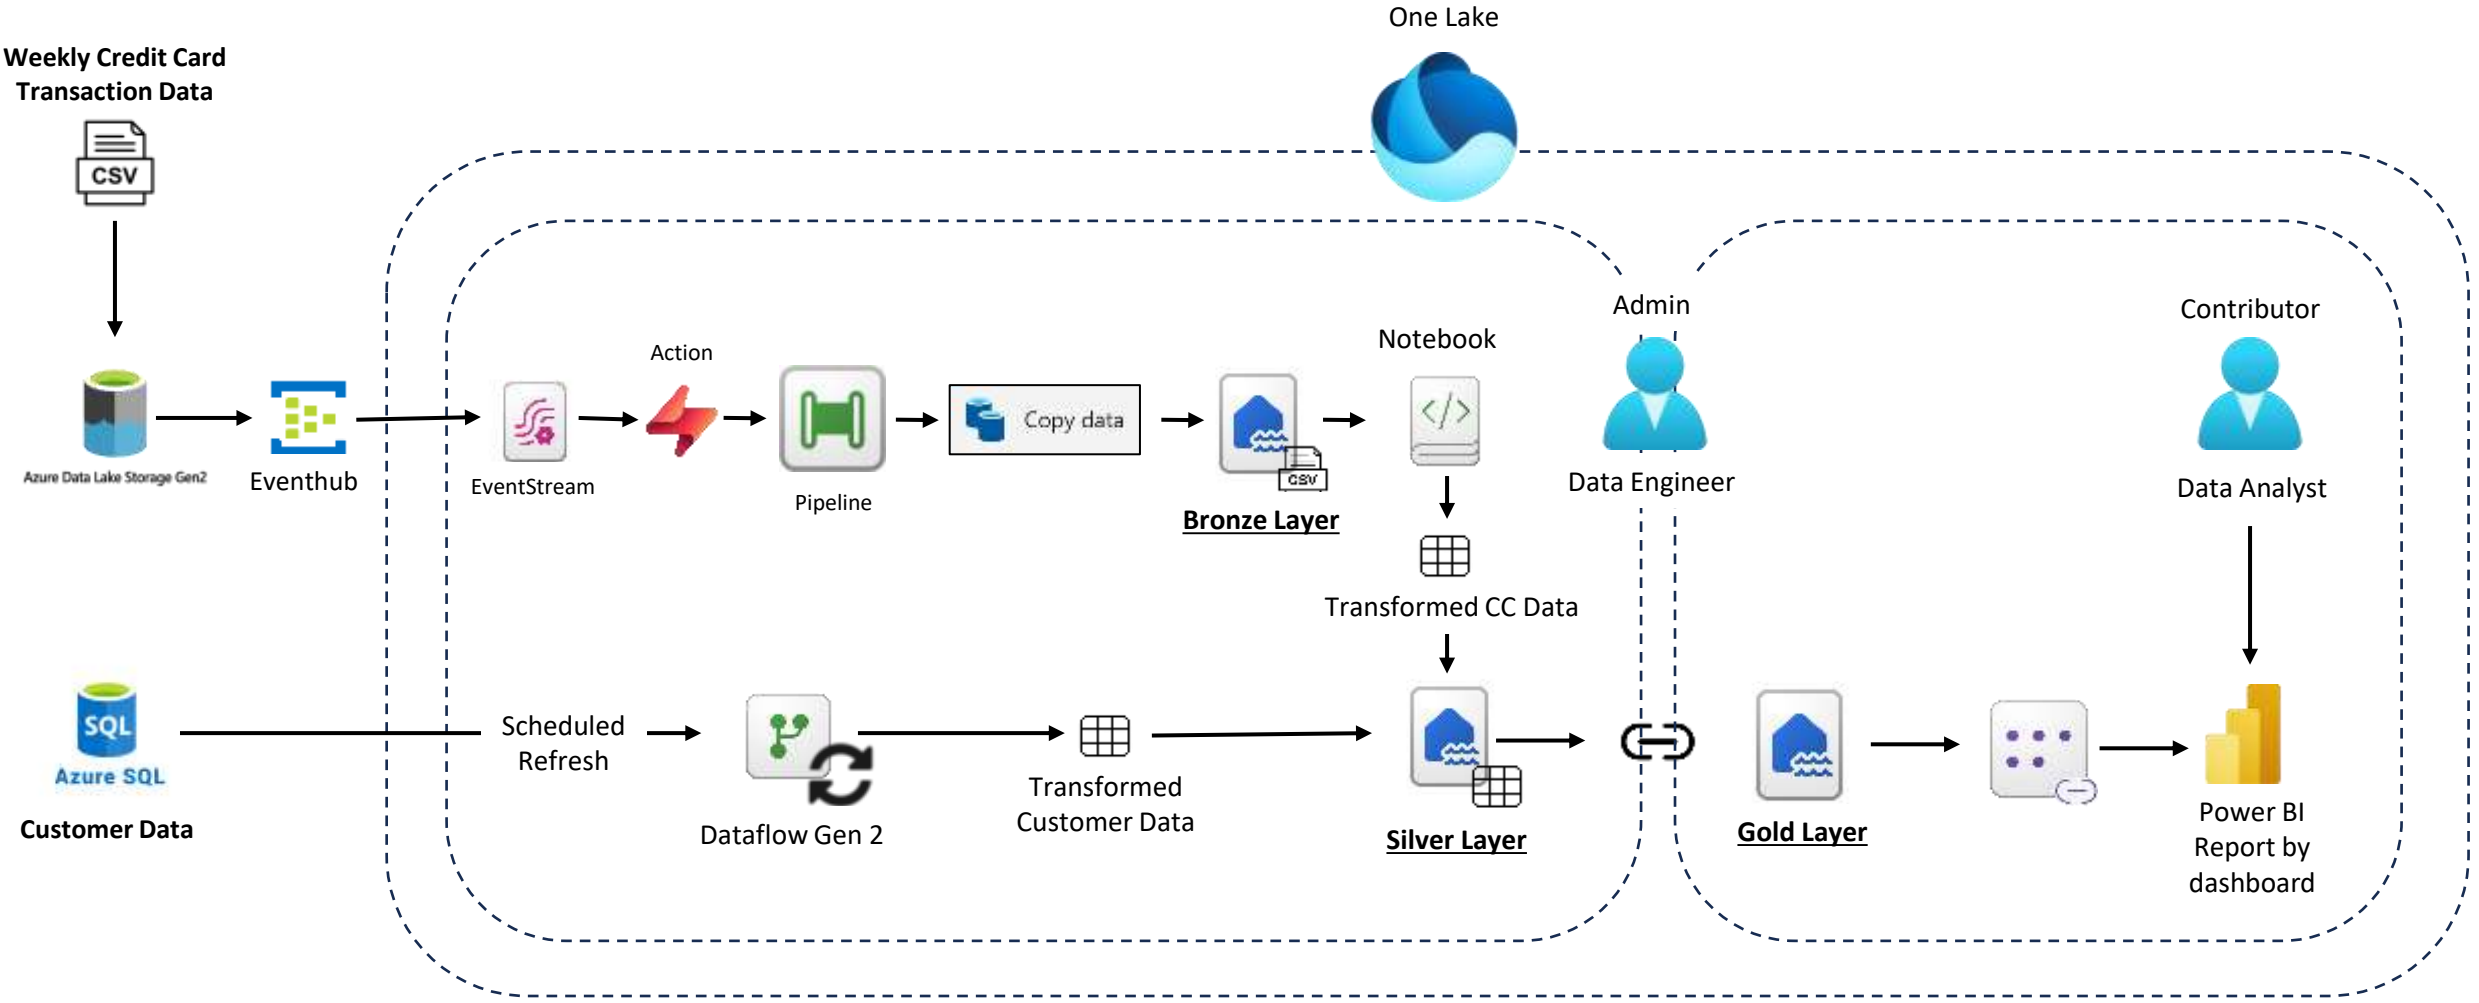 One Lake
Weekly Credit Card
Transaction Data
CSV
Admin
Contributor
Action
Notebook
</>
Copy data
Azure Data Lake Storage Gen2
Eventhub
EventStream
Pipeline
CSV
Bronze Layer
Data Engineer
Data Analyst
Transformed CC Data
SQL
Azure SQL
Customer Data
Scheduled
Refresh
Dataflow Gen 2
Transformed
Customer Data
Silver Layer
Gold Layer
Power BI
Report by
dashboard